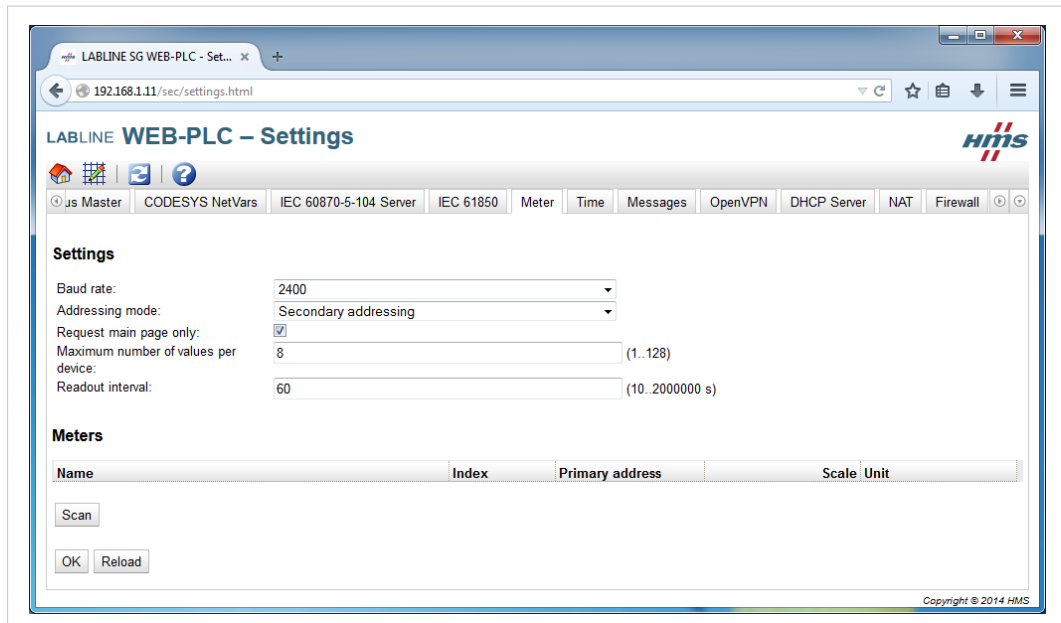 LABLINE SG WEB-PLC - Set...
192.168.1.11/sec/settings.html
LABLINE WEB-PLC – Settings
HMS
us Master CODESYS NetVars IEC 60870-5-104 Server IEC 61850 Meter Time Messages OpenVPN DHCP Server NAT Firewall
Settings
Baud rate: 2400
Addressing mode: Secondary addressing
Request main page only:
Maximum number of values per
device: 8 (1..128)
Readout interval: 60 (10..2000000 s)
Meters
Name Index Primary address Scale Unit
Scan
OK Reload
Copyright © 2014 HMS